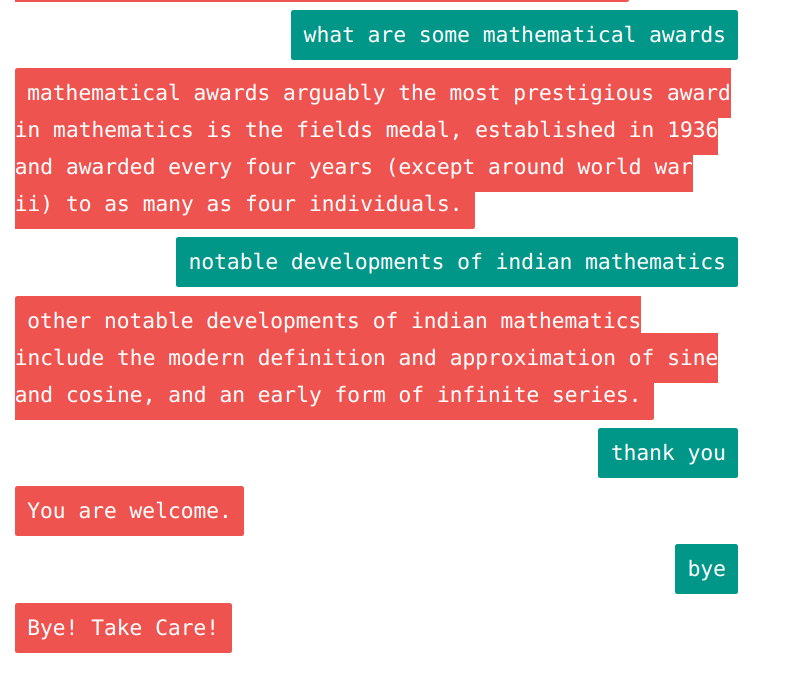 what are some mathematical awards
mathematical awards arguably the most prestigious award
in mathematics is the fields medal, established in 1936
and awarded every four years (except around world war
ii) to as many as four individuals.
notable developments of indian mathematics
other notable developments of indian mathematics
include the modern definition and approximation of sine
and cosine, and an early form of infinite series.
thank you
You are welcome.
bye
Bye! Take Care!